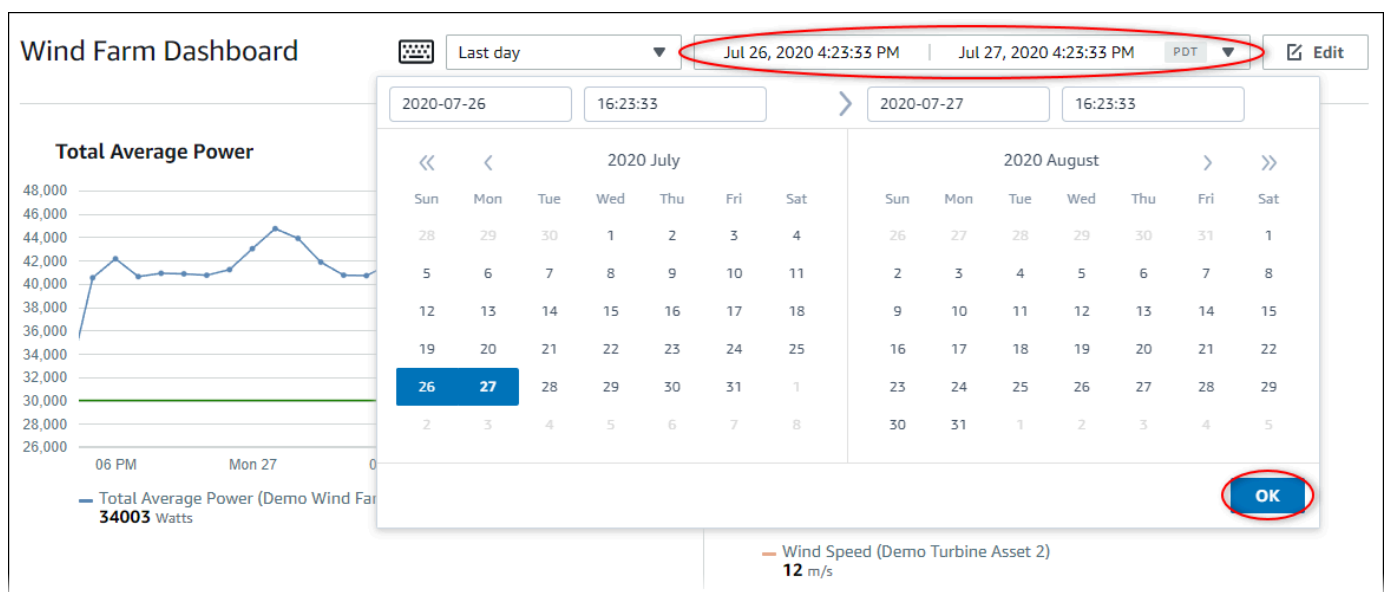 Wind Farm Dashboard
Last day
Jul 26, 2020 4:23:33 PM | Jul 27, 2020 4:23:33 PM PDT
Edit
2020-07-26 16:23:33 2020-07-27 16:23:33
Total Average Power
48,000
46,000
44,000
42,000
40,000
38,000
36,000
34,000
32,000
30,000
28,000
26,000
06 PM Mon 27 0
Total Average Power (Demo Wind Far
34003 Watts
2020 July
Sun Mon Tue Wed Thu Fri Sat
28 29 30 1 2 3 4
5 6 7 8 9 10 11
12 13 14 15 16 17 18
19 20 21 22 23 24 25
26 27 28 29 30 31 1
2 3 4 5 6 7 8
2020 August
Sun Mon Tue Wed Thu Fri Sat
26 27 28 29 30 31 1
2 3 4 5 6 7 8
9 10 11 12 13 14 15
16 17 18 19 20 21 22
23 24 25 26 27 28 29
30 31 1 2 3 4 5
OK
Wind Speed (Demo Turbine Asset 2)
12 m/s